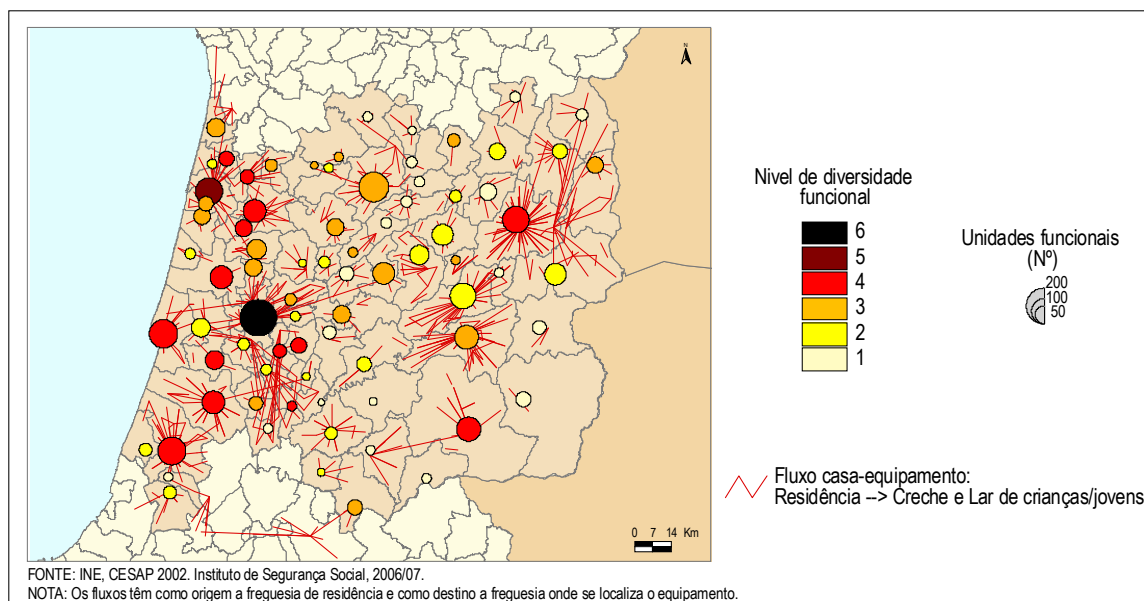 N
Nivel de diversidade
funcional
6
5
4
3
2
1
Unidades funcionais
(Nº)
200
100
50
Fluxo casa-equipamento:
Residência --> Creche e Lar de crianças/jovens
0 7 14 Km
FONTE: INE, CESAP 2002. Instituto de Segurança Social, 2006/07.
NOTA: Os fluxos têm como origem a freguesia de residência e como destino a freguesia onde se localiza o equipamento.